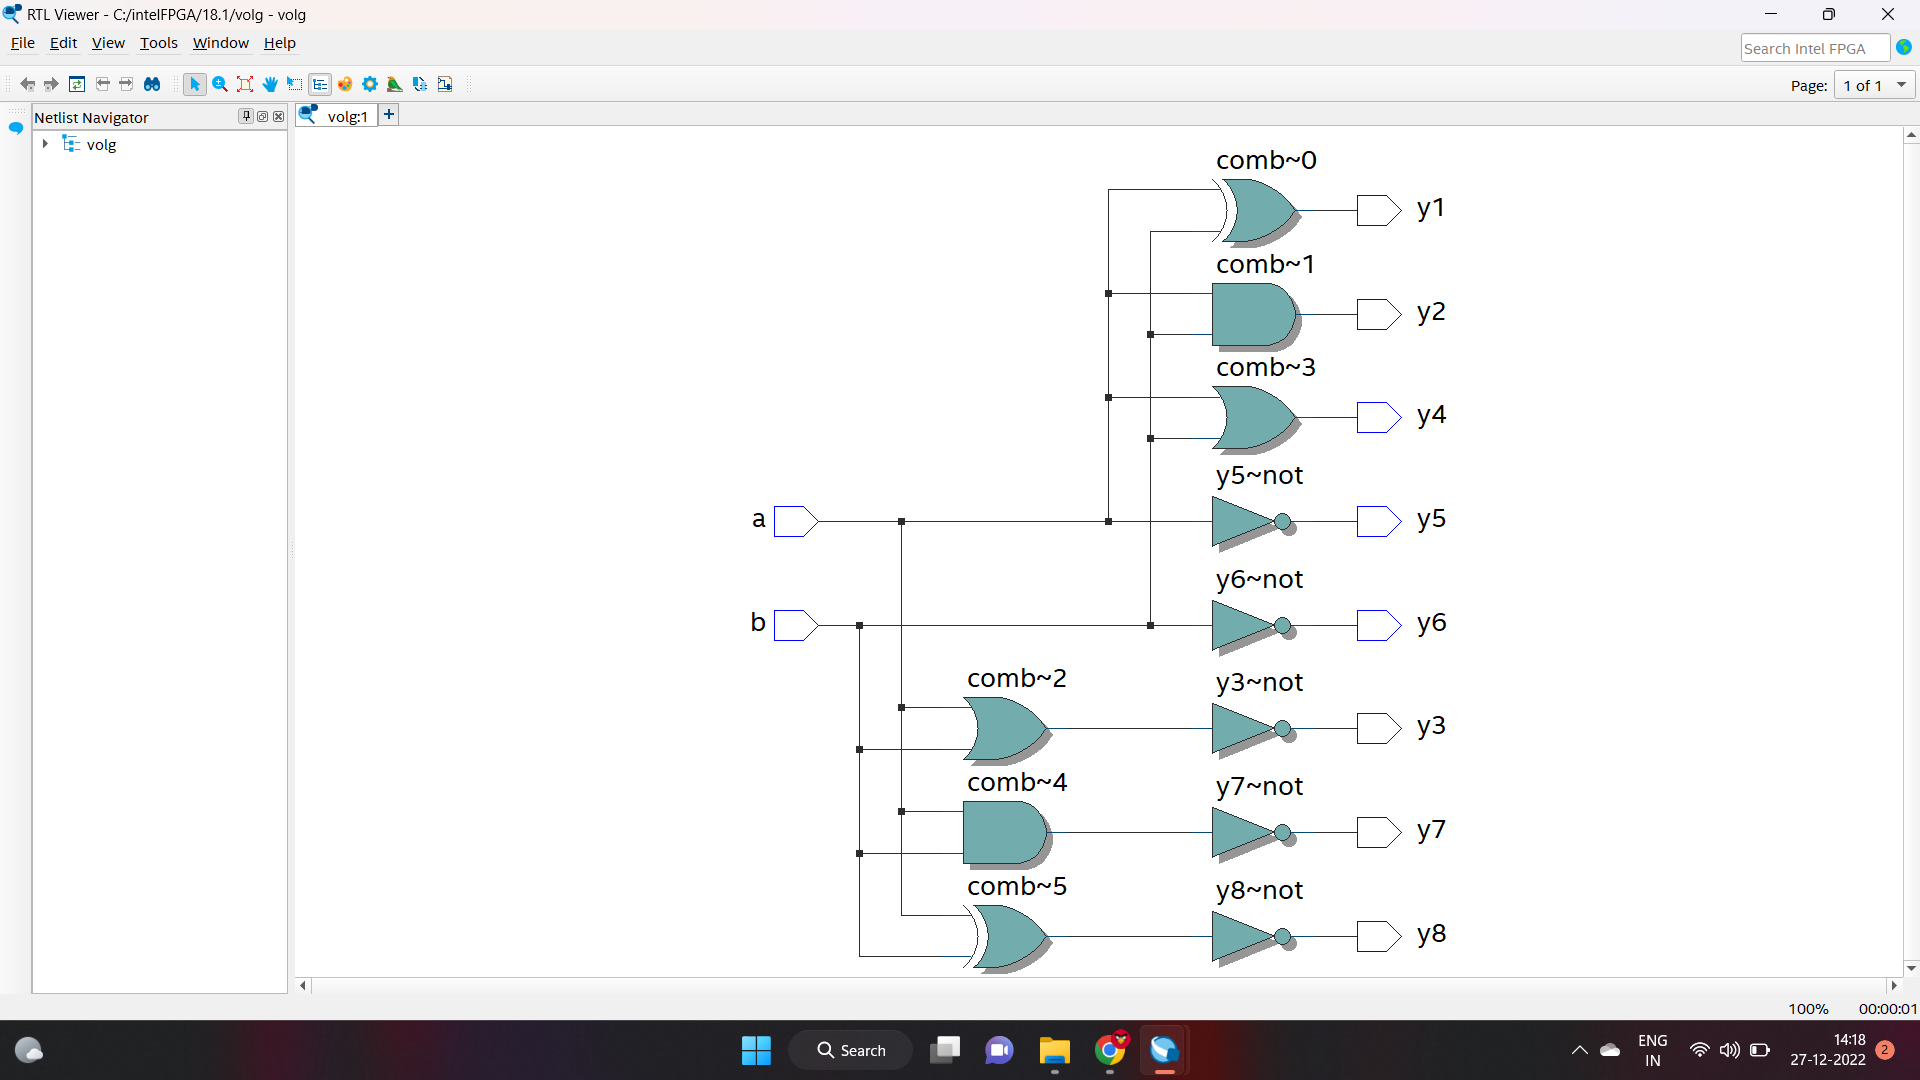 RTL Viewer - C:/intelFPGA/18.1/volg - volg
File Edit View Tools Window Help
Search Intel FPGA
Page: 1 of 1
Netlist Navigator
volg:1
volg
comb~0
y1
comb~1
y2
comb~3
y4
y5~not
a
y5
y6~not
b
y6
comb~2
y3~not
y3
comb~4
y7~not
y7
comb~5
y8~not
y8
100% 00:00:01
Search
ENG
IN
14:18
27-12-2022
2